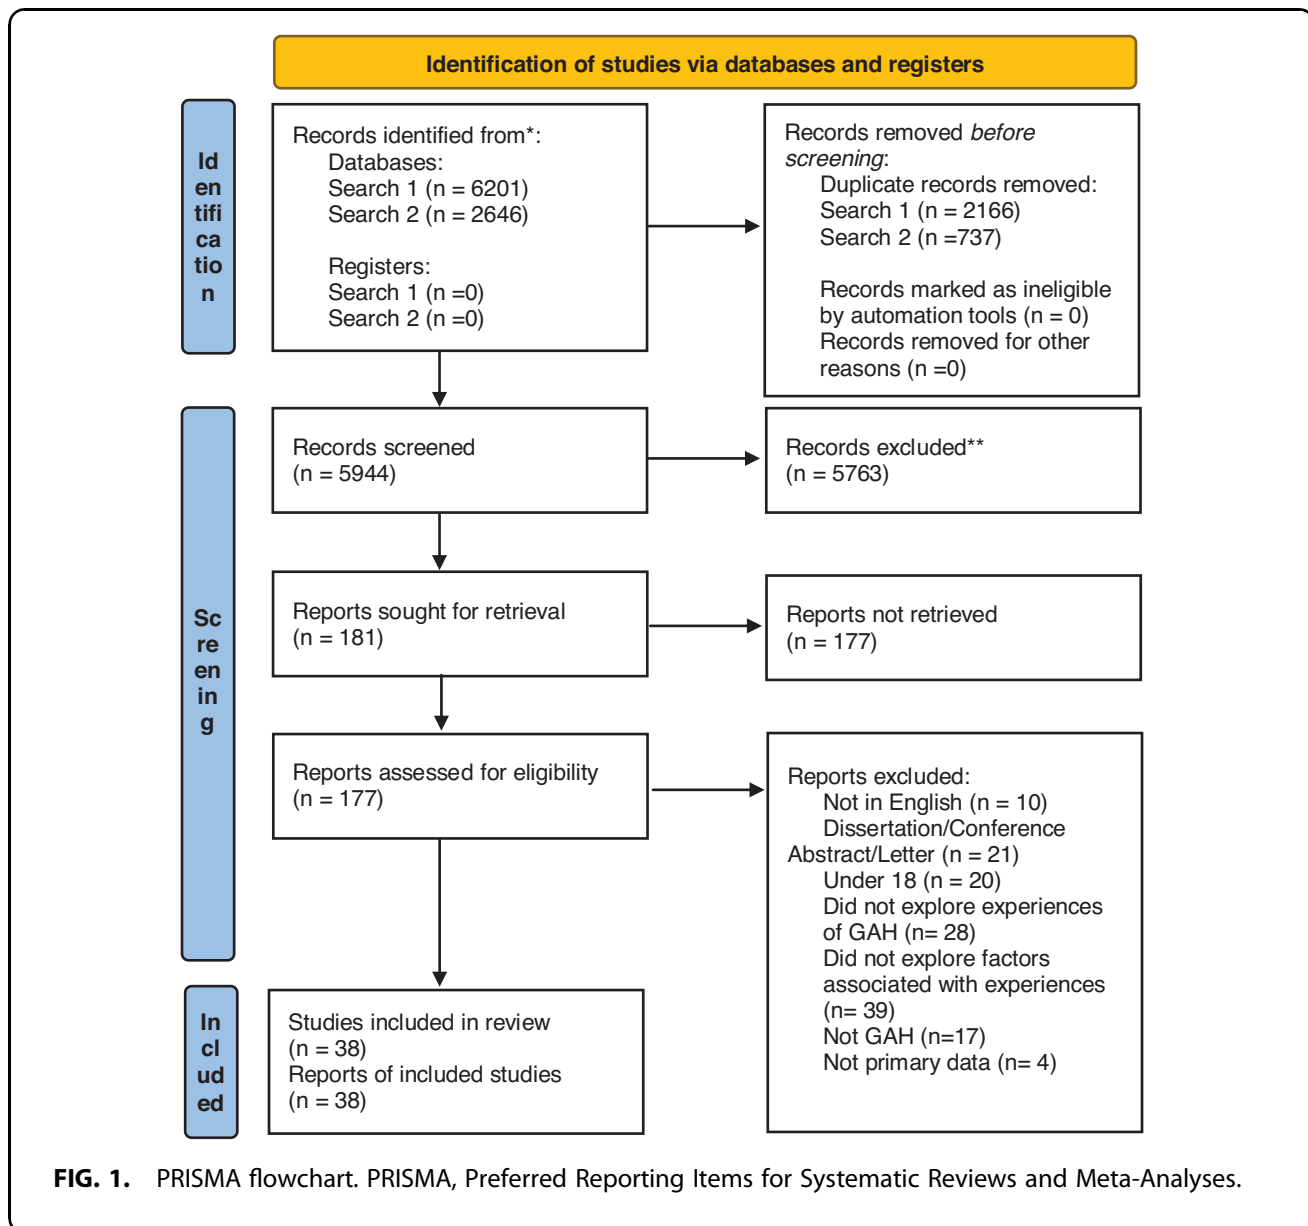 Identification of studies via databases and registers
Id
en
tifi
ca
tio
n
Records identified from*:
Databases:
Search 1 (n = 6201)
Search 2 (n = 2646)
Registers:
Search 1 (n =0)
Search 2 (n =0)
Records removed before
screening:
Duplicate records removed:
Search 1 (n = 2166)
Search 2 (n =737)
Records marked as ineligible
by automation tools (n = 0)
Records removed for other
reasons (n =0)
Sc
re
en
in
g
Records screened
(n = 5944)
Records excluded**
(n = 5763)
Reports sought for retrieval
(n = 181)
Reports not retrieved
(n = 177)
Reports assessed for eligibility
(n = 177)
Reports excluded:
Not in English (n = 10)
Dissertation/Conference
Abstract/Letter (n = 21)
Under 18 (n = 20)
Did not explore experiences
of GAH (n= 28)
Did not explore factors
associated with experiences
(n= 39)
Not GAH (n=17)
Not primary data (n= 4)
In
cl
ud
ed
Studies included in review
(n = 38)
Reports of included studies
(n = 38)
FIG. 1. PRISMA flowchart. PRISMA, Preferred Reporting Items for Systematic Reviews and Meta-Analyses.